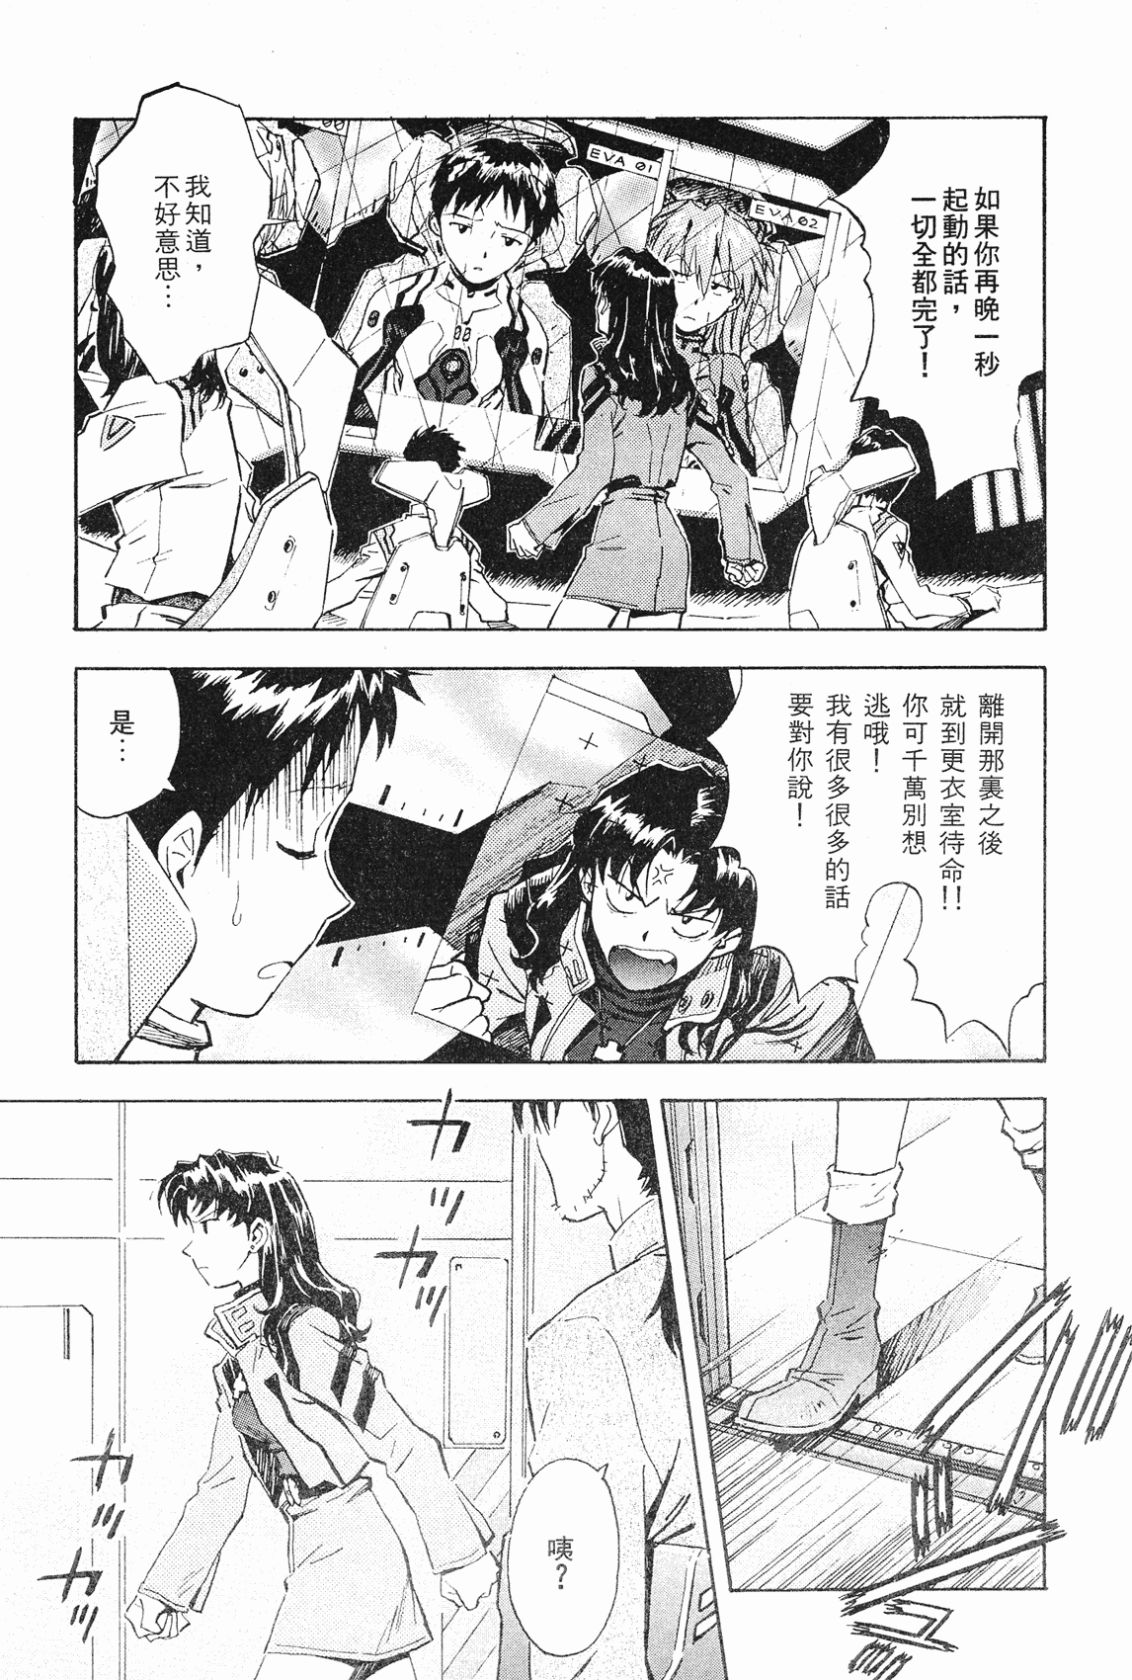 如果你再晚一秒
起動的話，
一切全都完了！
EVA 01
EVA 02
00
我知道，
不好意思…
離開那裏之後
就到更衣室待命!!
你可千萬別想
逃哦！
我有很多很多的話
要對你說！
是…
カツ
カツ
カツ
カツ
咦？